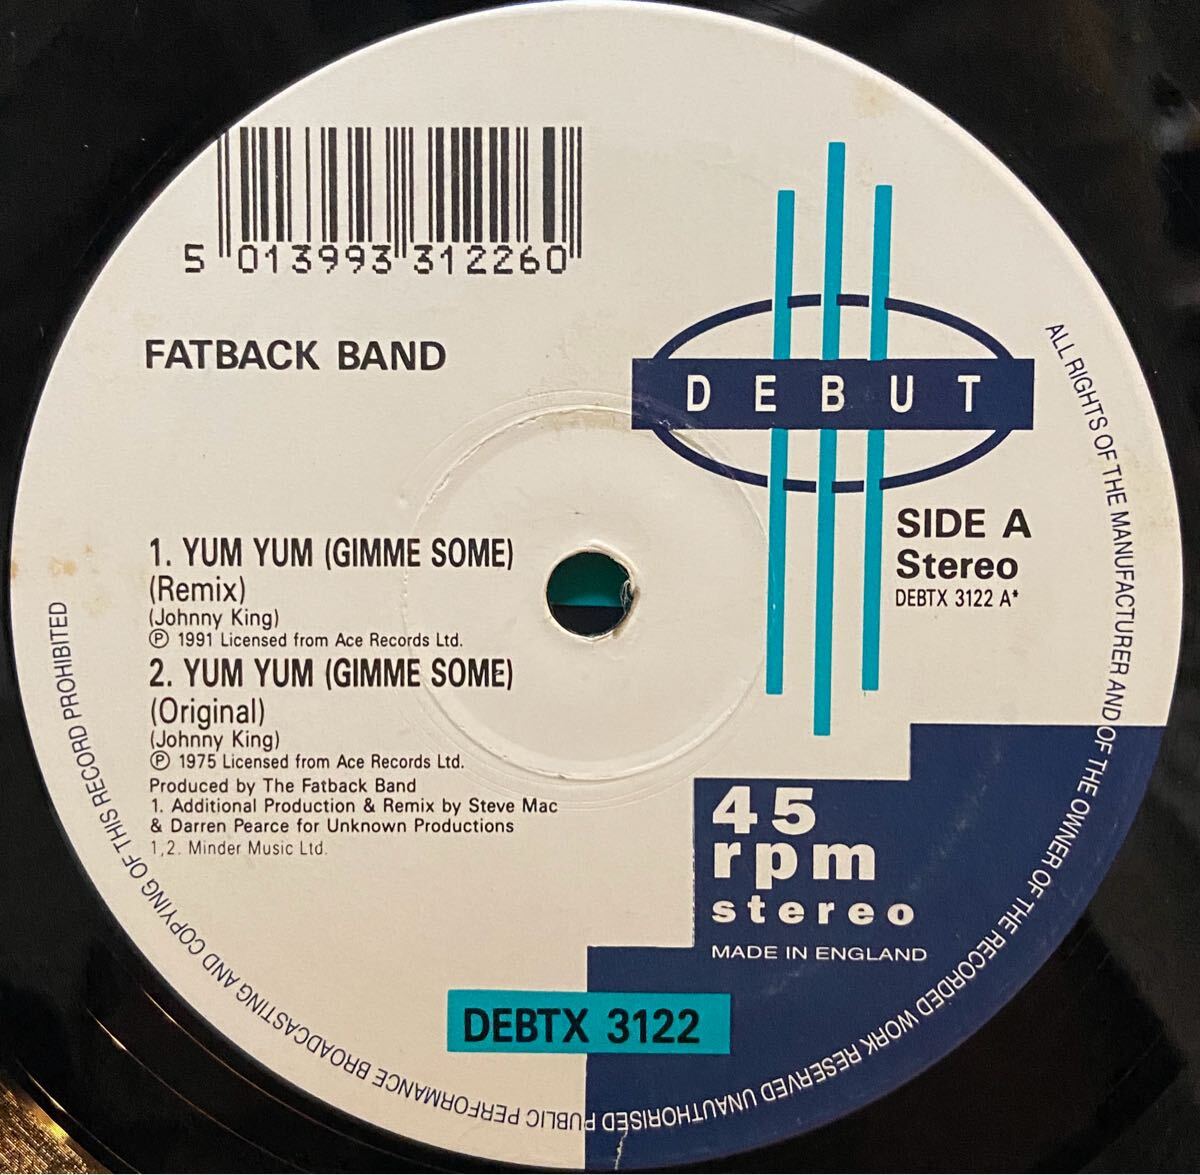 5 013993 312260
FATBACK BAND
DEBUT
SIDE A
Stereo
DEBTX 3122 A*
1. YUM YUM (GIMME SOME)
(Remix)
(Johnny King)
℗ 1991 Licensed from Ace Records Ltd.
2. YUM YUM (GIMME SOME)
(Original)
(Johnny King)
℗ 1975 Licensed from Ace Records Ltd.
Produced by The Fatback Band
1. Additional Production & Remix by Steve Mac
& Darren Pearce for Unknown Productions
1,2. Minder Music Ltd.
45
rpm
stereo
MADE IN ENGLAND
DEBTX 3122
ALL RIGHTS OF THE MANUFACTURER AND OF THE OWNER OF THE RECORDED WORK RESERVED UNAUTHORISED PUBLIC PERFORMANCE BROADCASTING AND COPYING OF THIS RECORD PROHIBITED